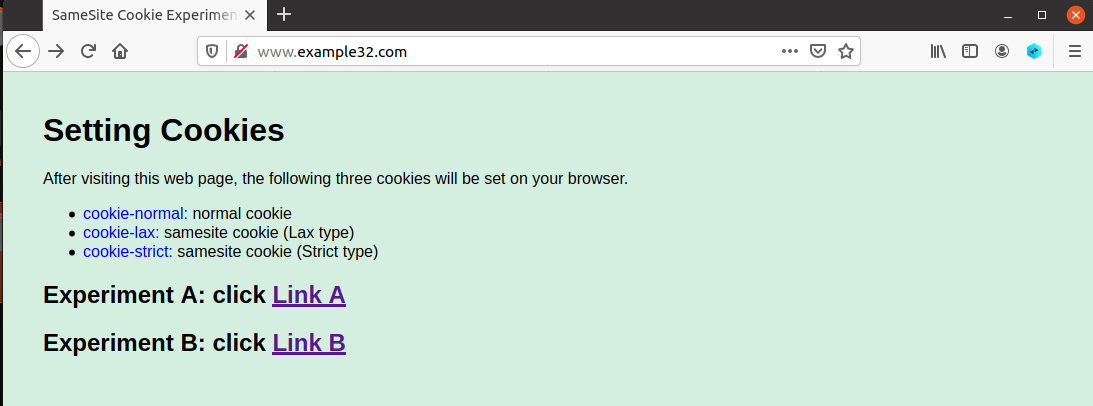 SameSite Cookie Experimen
www.example32.com
Setting Cookies
After visiting this web page, the following three cookies will be set on your browser.
cookie-normal: normal cookie
cookie-lax: samesite cookie (Lax type)
cookie-strict: samesite cookie (Strict type)
Experiment A: click Link A
Experiment B: click Link B